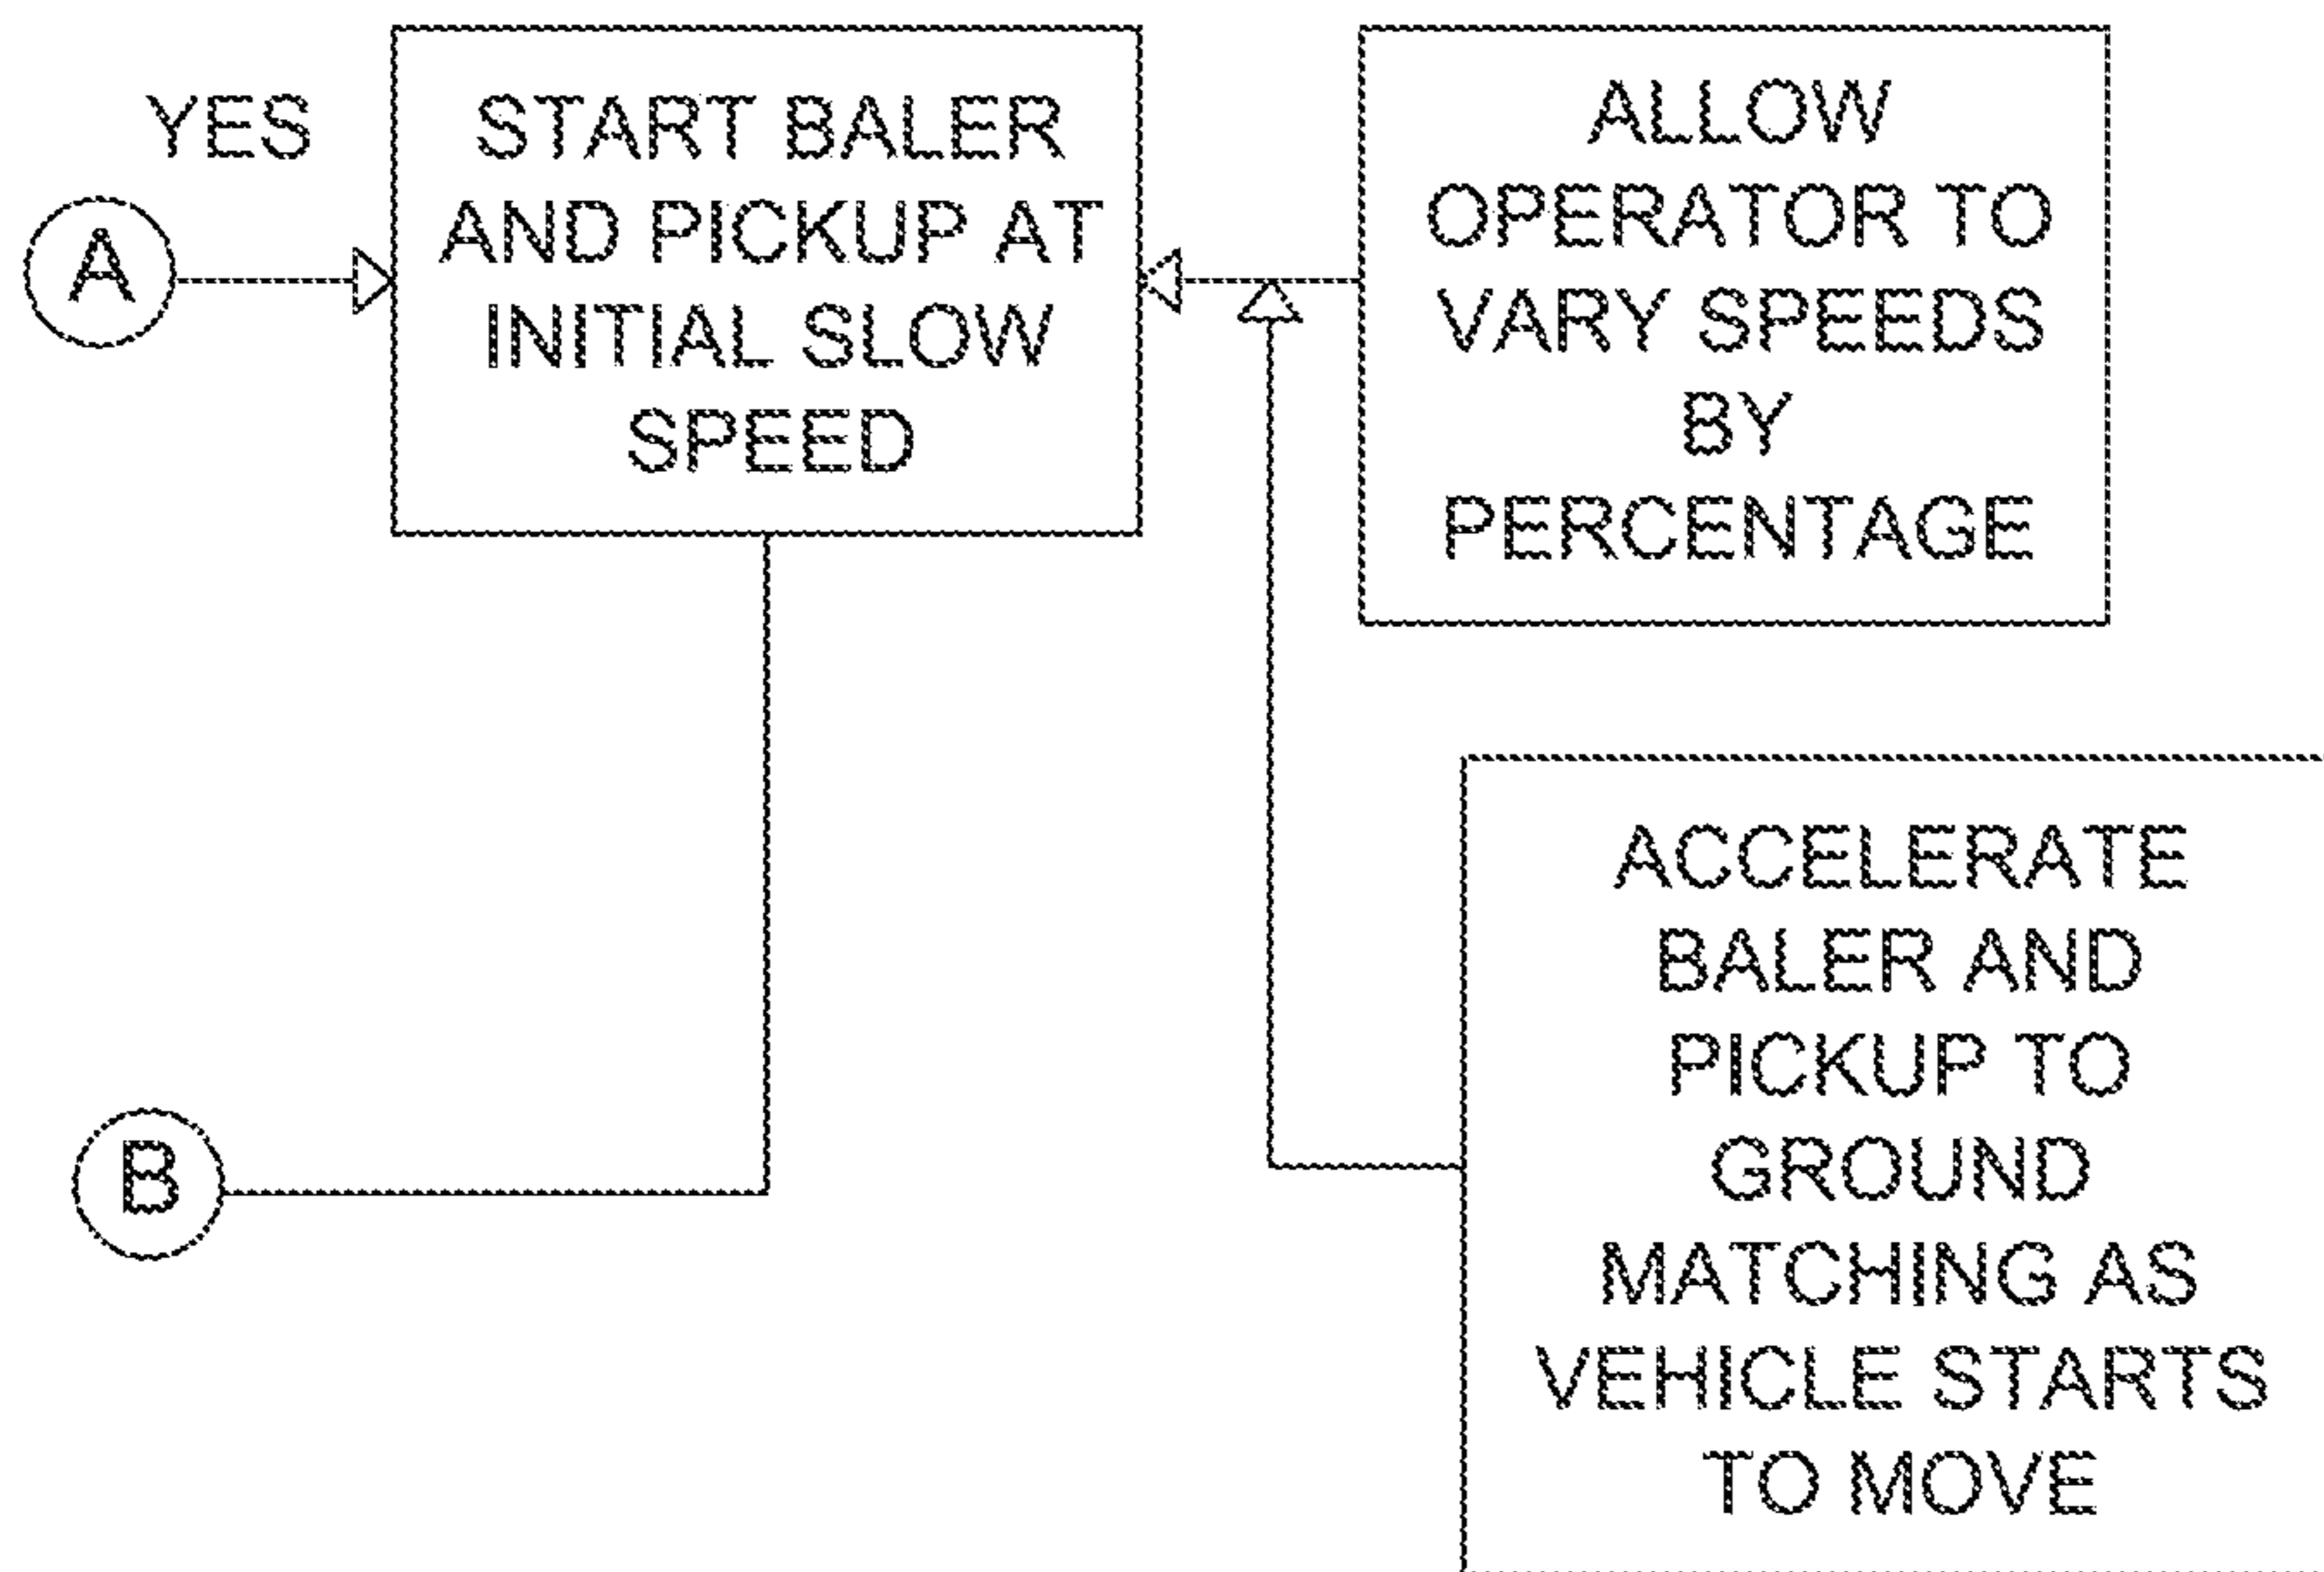 YES
A
START BALER
AND PICKUP AT
INITIAL SLOW
SPEED
ALLOW
OPERATOR TO
VARY SPEEDS
BY
PERCENTAGE
B
ACCELERATE
BALER AND
PICKUP TO
GROUND
MATCHING AS
VEHICLE STARTS
TO MOVE